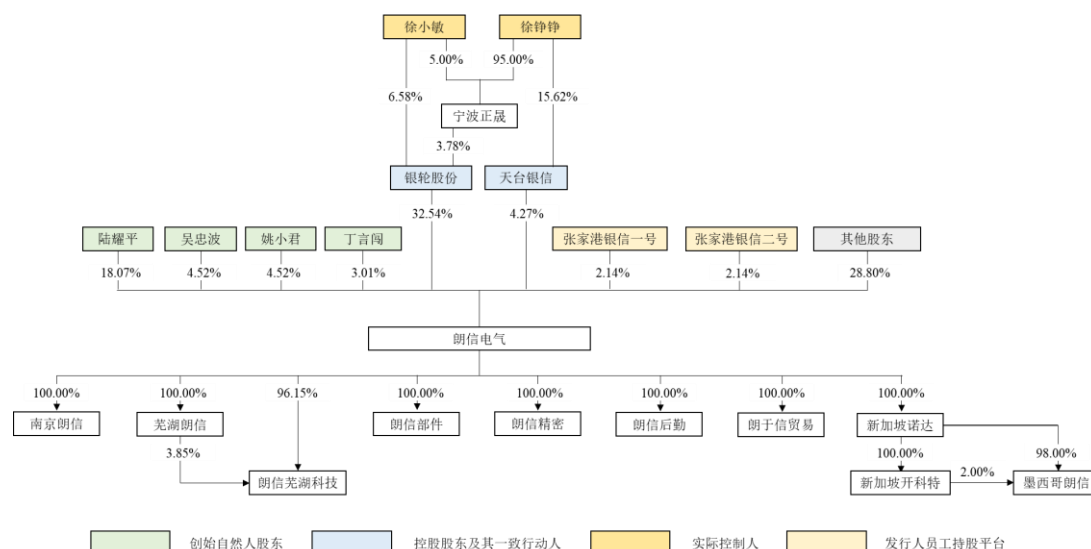 徐小敏
徐铮铮
5.00%
95.00%
6.58%
15.62%
宁波正晟
3.78%
银轮股份
天台银信
32.54%
4.27%
陆耀平
吴忠波
姚小君
丁言闯
张家港银信一号
张家港银信二号
其他股东
18.07%
4.52%
4.52%
3.01%
2.14%
2.14%
28.80%
朗信电气
100.00%
100.00%
96.15%
100.00%
100.00%
100.00%
100.00%
100.00%
南京朗信
芜湖朗信
朗信部件
朗信精密
朗信后勤
朗于信贸易
新加坡诺达
3.85%
100.00%
98.00%
朗信芜湖科技
新加坡开科特
2.00%
墨西哥朗信
创始自然人股东
控股股东及其一致行动人
实际控制人
发行人员工持股平台